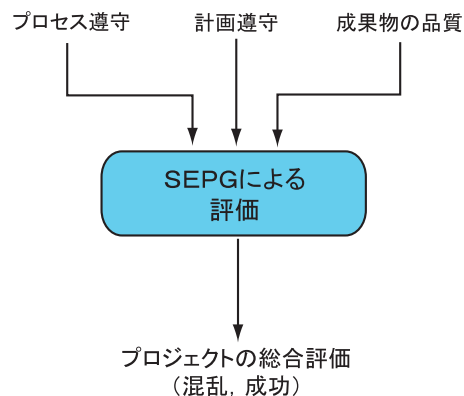 プロセス遵守
計画遵守
成果物の品質
SEPGによる
評価
プロジェクトの総合評価
（混乱，成功）